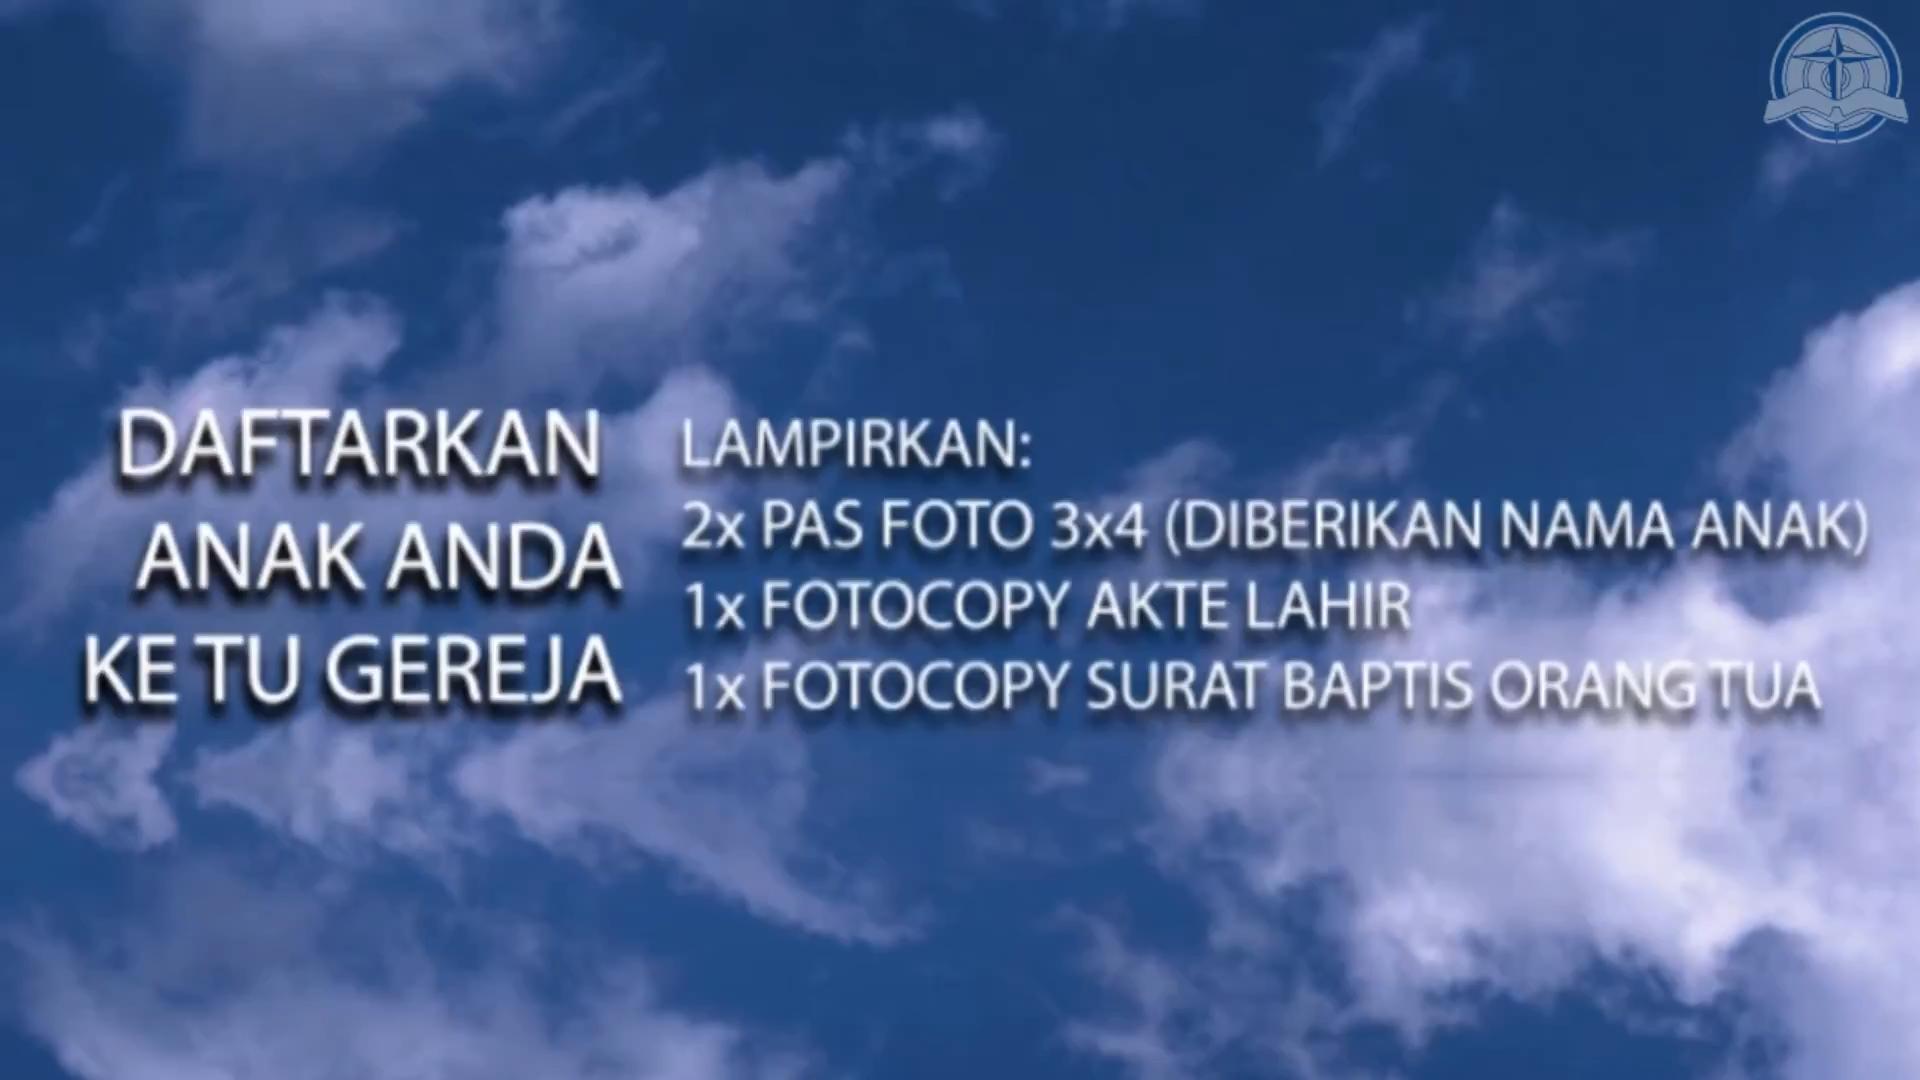 DAFTARKAN
ANAK ANDA
KE TU GEREJA
LAMPIRKAN:
2x PAS FOTO 3x4 (DIBERIKAN NAMA ANAK)
1x FOTOCOPY AKTE LAHIR
1x FOTOCOPY SURAT BAPTIS ORANG TUA